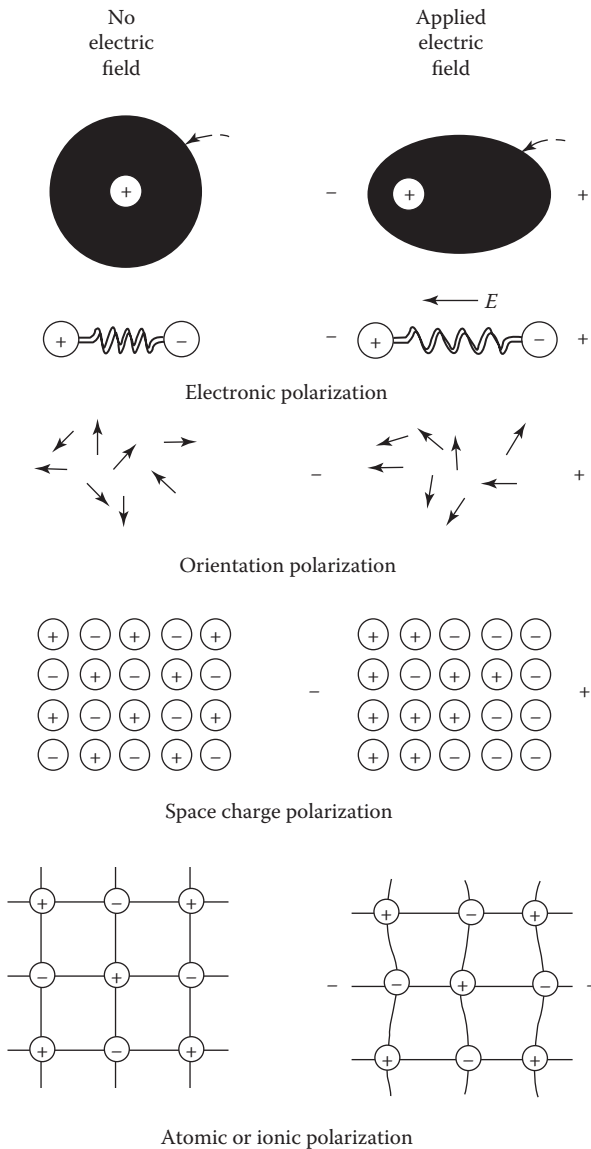 No
electric
field
Applied
electric
field
+
− + +
E
+ − − + − +
Electronic polarization
− +
Orientation polarization
+ − + − + + + − − −
− + − + − + − + + −
− +
+ − + − + + + + − −
− + − + − + + − − −
Space charge polarization
+ − + + − +
− + − − − + −
+ − + + − +
Atomic or ionic polarization